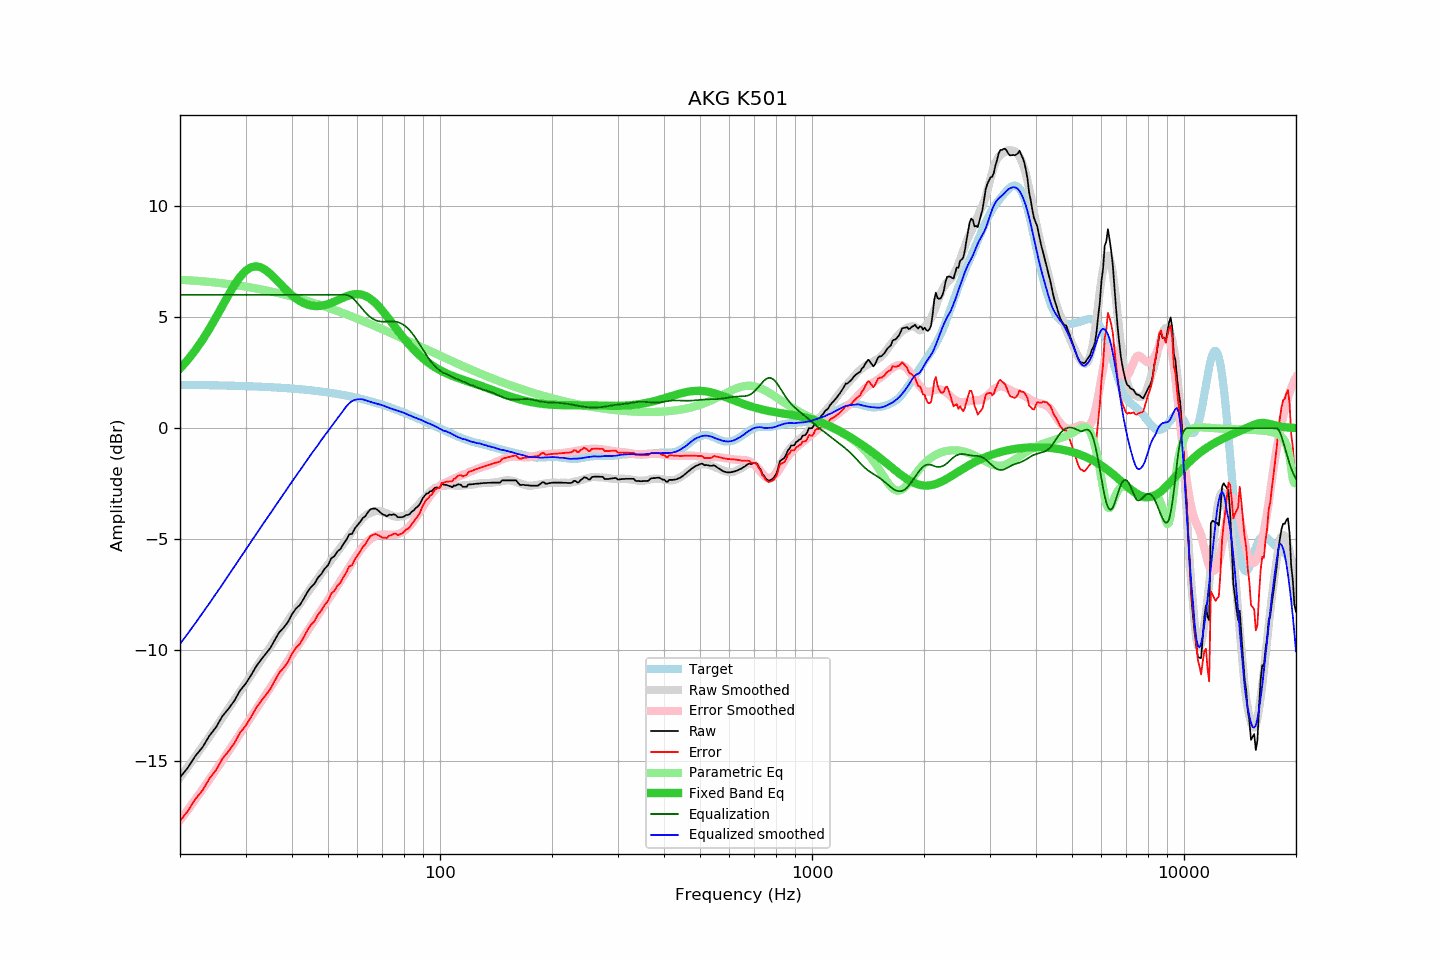 AKG K501
Amplitude (dBr)
10
5
0
−5
−10
−15
100
1000
10000
Frequency (Hz)
Target
Raw Smoothed
Error Smoothed
Raw
Error
Parametric Eq
Fixed Band Eq
Equalization
Equalized smoothed